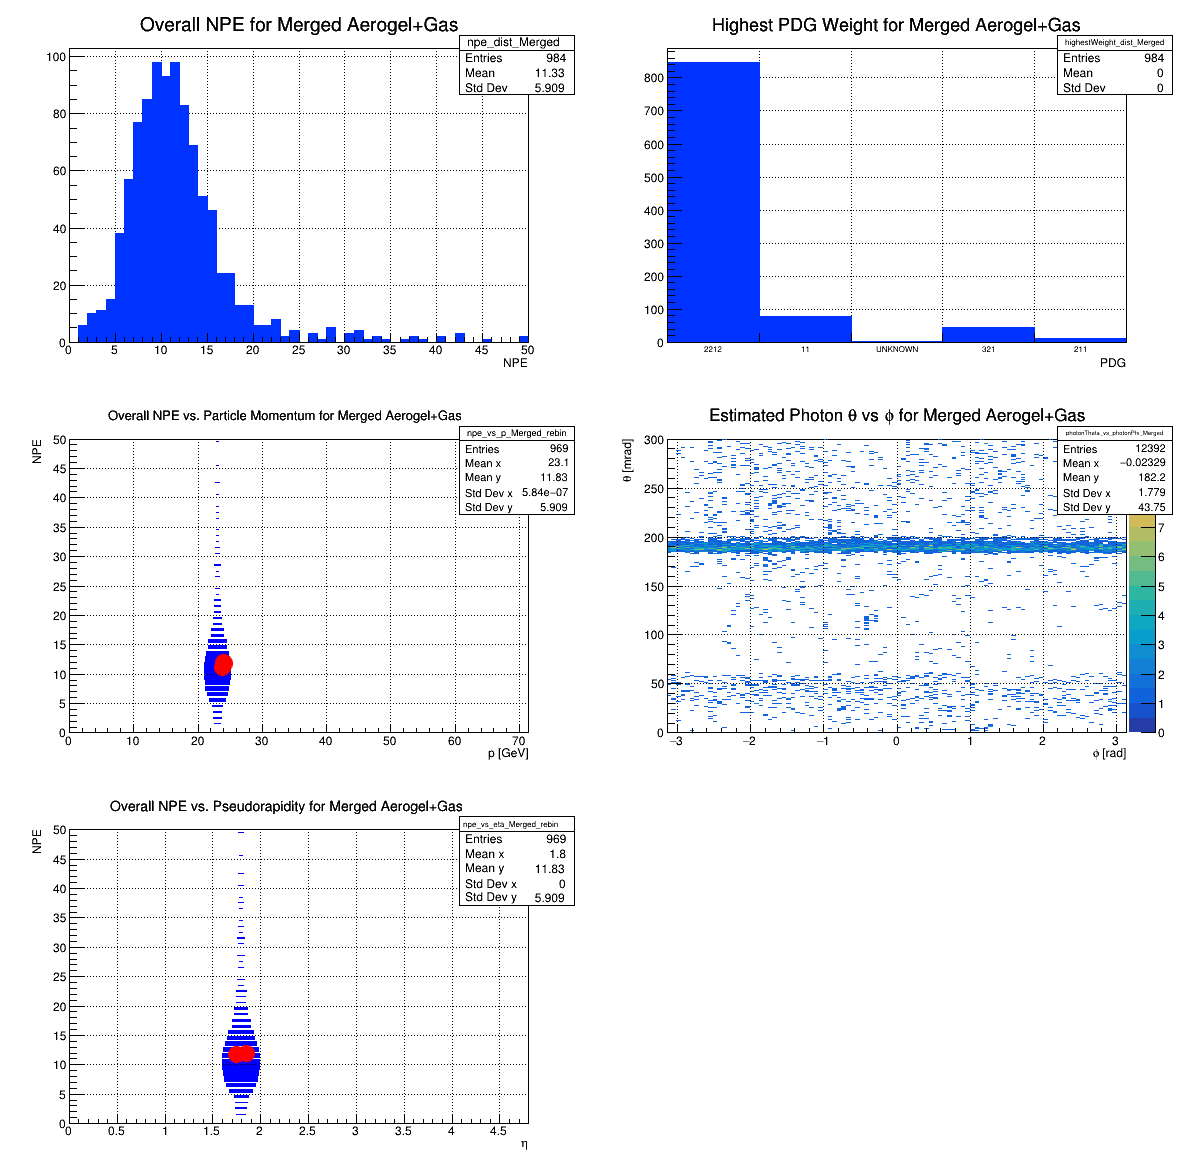 Overall NPE for Merged Aerogel+Gas
npe_dist_Merged
Entries 984
Mean 11.33
Std Dev 5.909
100
80
60
40
20
0
0 5 10 15 20 25 30 35 40 45 50
NPE
Highest PDG Weight for Merged Aerogel+Gas
highestWeight_dist_Merged
Entries 984
Mean 0
Std Dev 0
800
700
600
500
400
300
200
100
0
2212 11 UNKNOWN 321 211
PDG
Overall NPE vs. Particle Momentum for Merged Aerogel+Gas
npe_vs_p_Merged_rebin
Entries 969
Mean x 23.1
Mean y 11.83
Std Dev x 5.84e−07
Std Dev y 5.909
NPE
50
45
40
35
30
25
20
15
10
5
0
0 10 20 30 40 50 60 70
p [GeV]
Estimated Photon θ vs ϕ for Merged Aerogel+Gas
photonTheta_vs_photonPhi_Merged
Entries 12392
Mean x −0.02329
Mean y 182.2
Std Dev x 1.779
Std Dev y 43.75
θ [mrad]
300
250
200
150
100
50
0
−3 −2 −1 0 1 2 3
ϕ [rad]
7
6
5
4
3
2
1
0
Overall NPE vs. Pseudorapidity for Merged Aerogel+Gas
npe_vs_eta_Merged_rebin
Entries 969
Mean x 1.8
Mean y 11.83
Std Dev x 0
Std Dev y 5.909
NPE
50
45
40
35
30
25
20
15
10
5
0
0 0.5 1 1.5 2 2.5 3 3.5 4 4.5
η